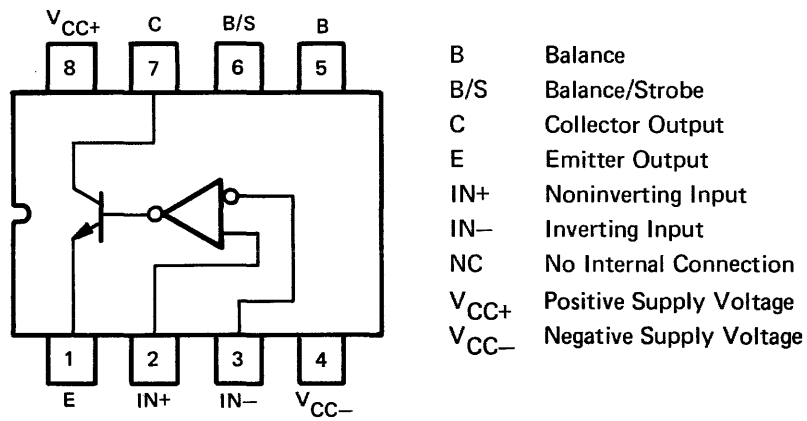 VCC+ C B/S B
8 7 6 5
1 2 3 4
E IN+ IN− VCC−
B Balance
B/S Balance/Strobe
C Collector Output
E Emitter Output
IN+ Noninverting Input
IN− Inverting Input
NC No Internal Connection
VCC+ Positive Supply Voltage
VCC− Negative Supply Voltage